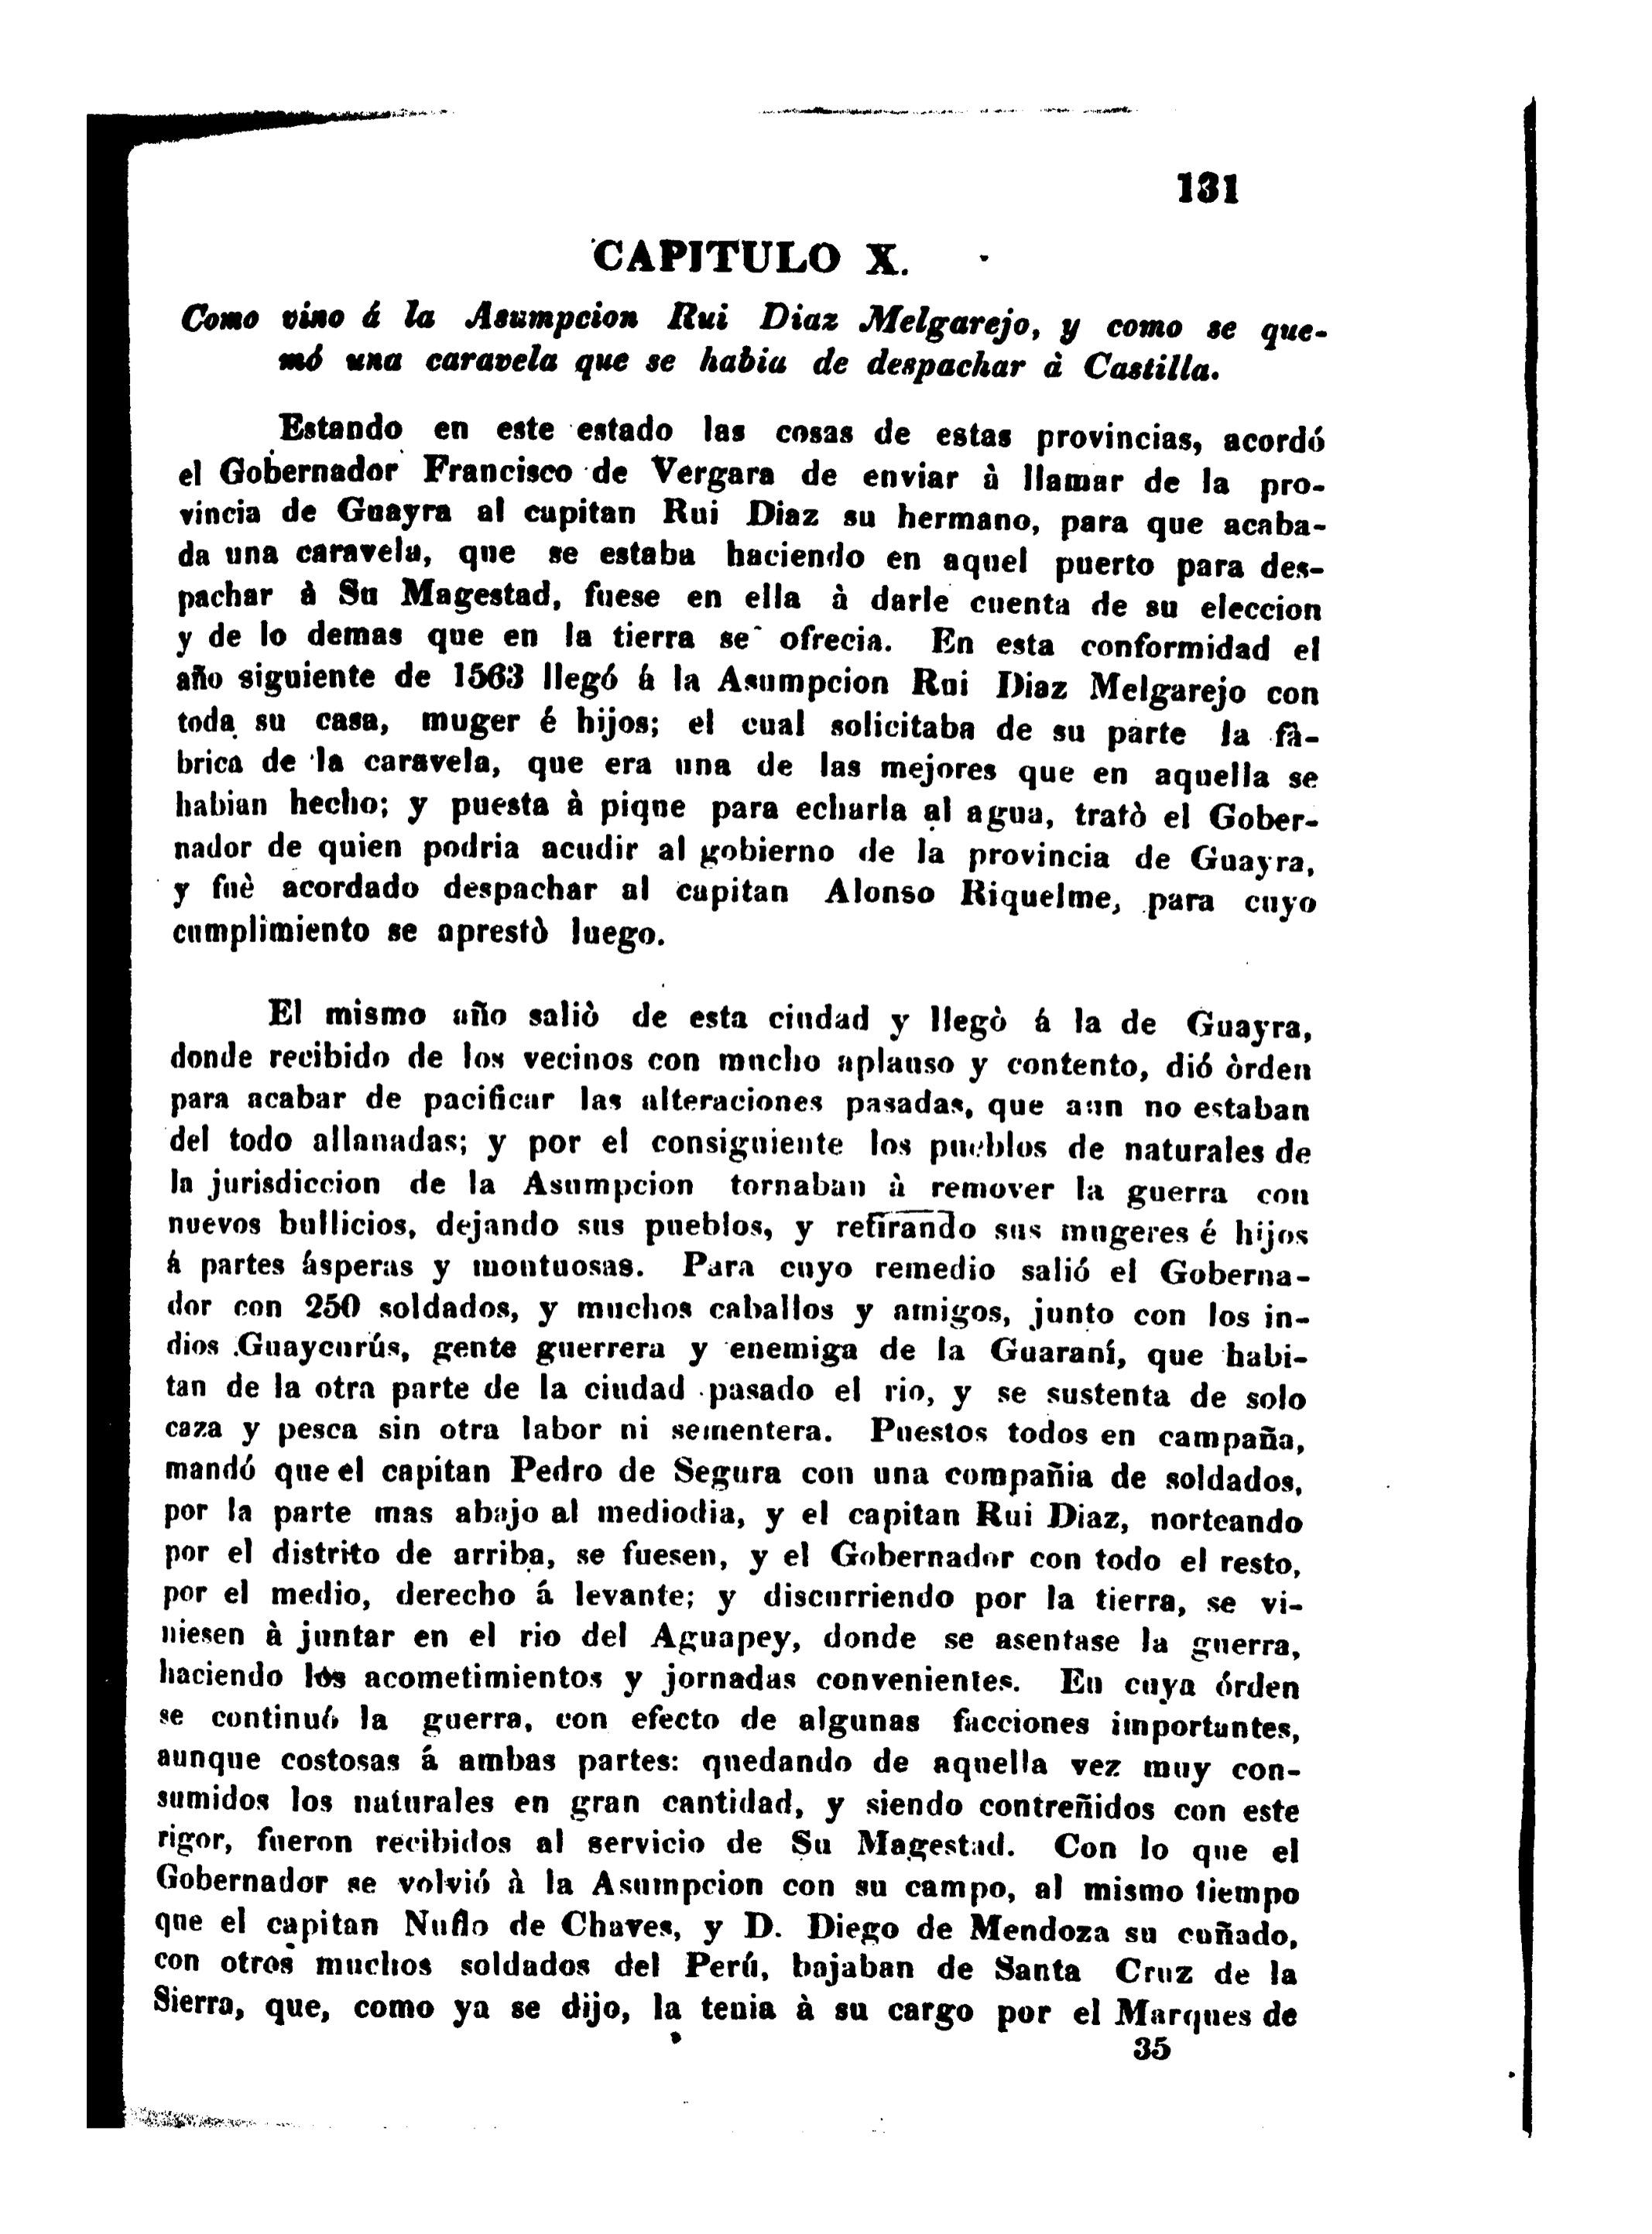 131
CAPITULO X.
Como vino á la Asumpcion Rui Diaz Melgarejo, y como se que-
mó una caravela que se habia de despachar à Castilla.
Estando en este estado las cosas de estas provincias, acordó
el Gobernador Francisco de Vergara de enviar à llamar de la pro-
vincia de Guayra al capitan Rui Diaz su hermano, para que acaba-
da una caravela, que se estaba haciendo en aquel puerto para des-
pachar à Su Magestad, fuese en ella à darle cuenta de su eleccion
y de lo demas que en la tierra se ofrecia. En esta conformidad el
año siguiente de 1563 llegó á la Asumpcion Rui Diaz Melgarejo con
toda su casa, muger é hijos; el cual solicitaba de su parte la fà-
brica de la caravela, que era una de las mejores que en aquella se
habian hecho; y puesta à pique para echarla al agua, tratò el Gober-
nador de quien podria acudir al gobierno de la provincia de Guayra,
y fuè acordado despachar al capitan Alonso Riquelme, para cuyo
cumplimiento se aprestò luego.
El mismo año saliò de esta ciudad y llegò á la de Guayra,
donde recibido de los vecinos con mucho aplauso y contento, dió òrden
para acabar de pacificar las alteraciones pasadas, que aun no estaban
del todo allanadas; y por el consiguiente los pueblos de naturales de
la jurisdiccion de la Asumpcion tornaban à remover la guerra con
nuevos bullicios, dejando sus pueblos, y retirando sus mugeres é hijos
á partes ásperas y montuosas. Para cuyo remedio salió el Goberna-
dor con 250 soldados, y muchos caballos y amigos, junto con los in-
dios Guaycurús, gente guerrera y enemiga de la Guaraní, que habi-
tan de la otra parte de la ciudad pasado el rio, y se sustenta de solo
caza y pesca sin otra labor ni sementera. Puestos todos en campaña,
mandó que el capitan Pedro de Segura con una compañia de soldados,
por la parte mas abajo al mediodia, y el capitan Rui Diaz, norteando
por el distrito de arriba, se fuesen, y el Gobernador con todo el resto,
por el medio, derecho á levante; y discurriendo por la tierra, se vi-
niesen à juntar en el rio del Aguapey, donde se asentase la guerra,
haciendo los acometimientos y jornadas convenientes. En cuya órden
se continuó la guerra, con efecto de algunas facciones importantes,
aunque costosas á ambas partes: quedando de aquella vez muy con-
sumidos los naturales en gran cantidad, y siendo contreñidos con este
rigor, fueron recibidos al servicio de Su Magestad. Con lo que el
Gobernador se volvió à la Asumpcion con su campo, al mismo tiempo
que el capitan Nuflo de Chaves, y D. Diego de Mendoza su cuñado,
con otros muchos soldados del Perú, bajaban de Santa Cruz de la
Sierra, que, como ya se dijo, la tenia à su cargo por el Marques de
35